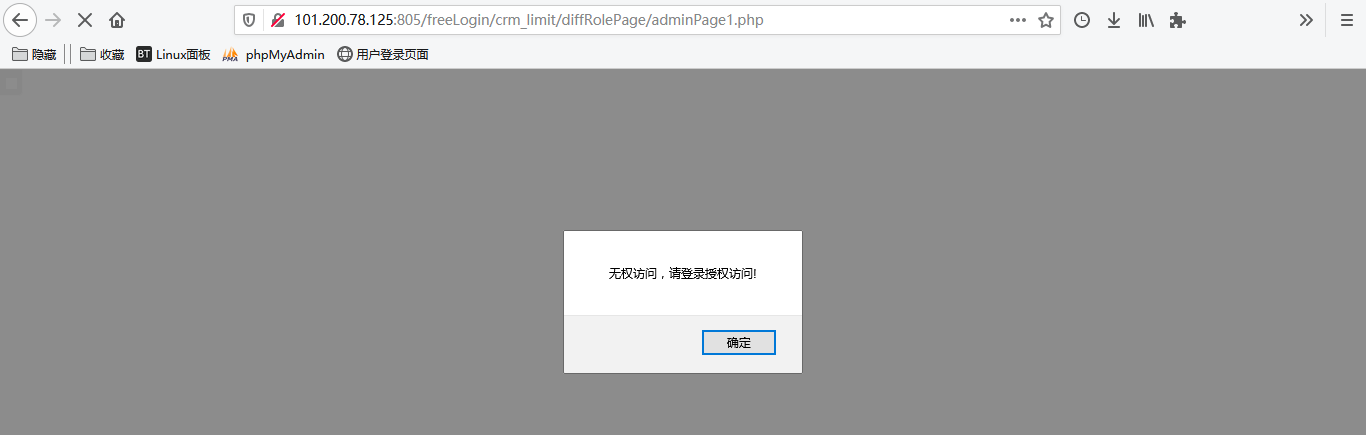 101.200.78.125:805/freeLogin/crm_limit/diffRolePage/adminPage1.php
隐藏 收藏 BT Linux面板 PMA phpMyAdmin 用户登录页面
无权访问，请登录授权访问!
确定